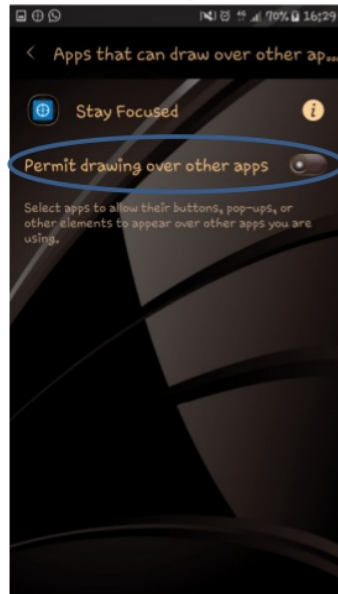 70% 16:29
Apps that can draw over other ap...
Stay Focused
Permit drawing over other apps
Select apps to allow their buttons, pop-ups, or
other elements to appear over other apps you are
using.